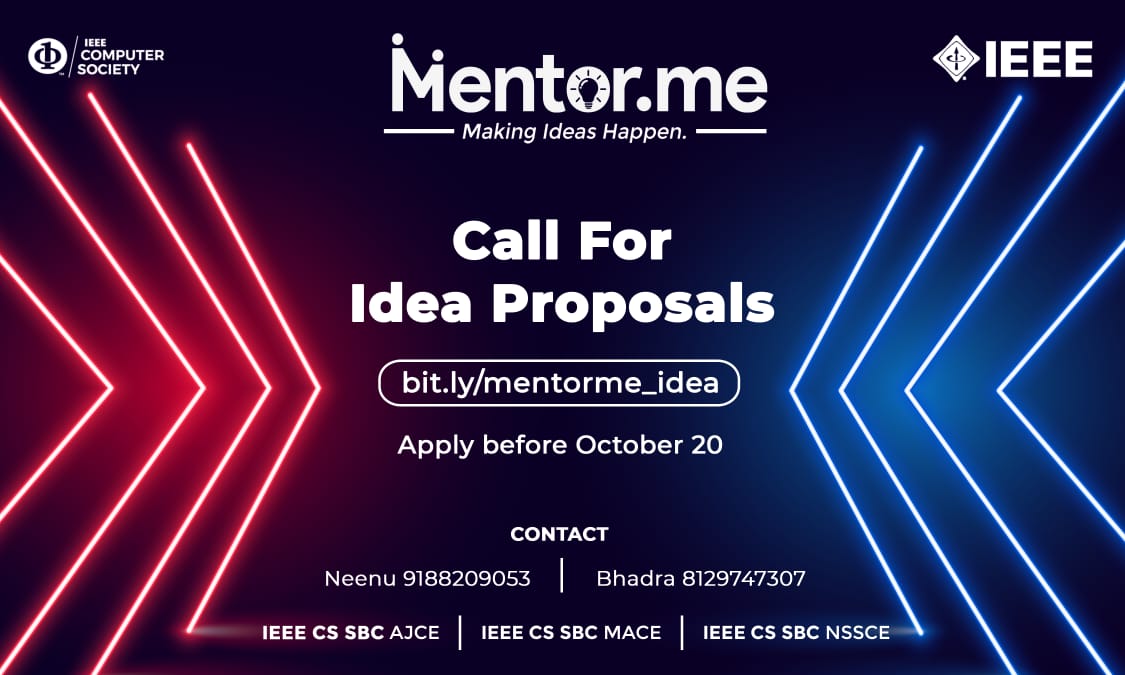 IEEE
COMPUTER
SOCIETY
Mentor.me
Making Ideas Happen.
IEEE
Call For
Idea Proposals
bit.ly/mentorme_idea
Apply before October 20
CONTACT
Neenu 9188209053 | Bhadra 8129747307
IEEE CS SBC AJCE | IEEE CS SBC MACE | IEEE CS SBC NSSCE